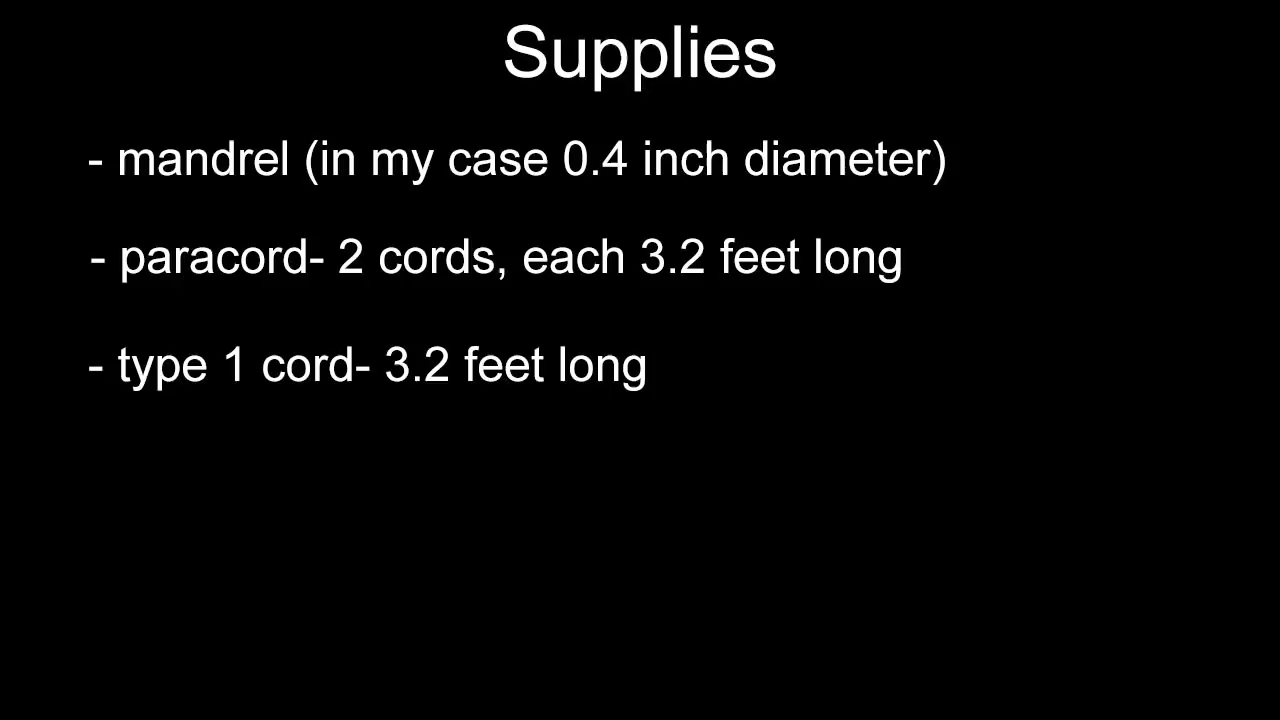 Supplies
- mandrel (in my case 0.4 inch diameter)
- paracord- 2 cords, each 3.2 feet long
- type 1 cord- 3.2 feet long